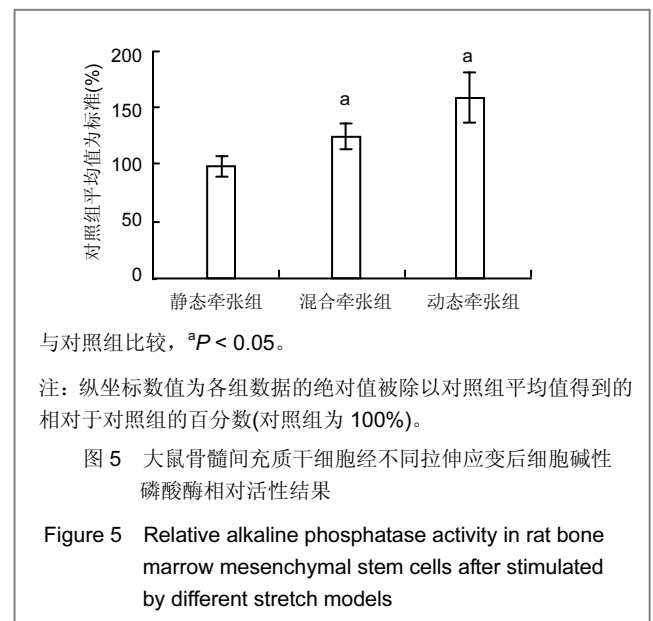 200
150
100
50
0
对照组平均值为标准(%)
a
a
静态牵张组 混合牵张组 动态牵张组
与对照组比较，ᵃP < 0.05。
注：纵坐标数值为各组数据的绝对值被除以对照组平均值得到的
相对于对照组的百分数(对照组为 100%)。
图 5 大鼠骨髓间充质干细胞经不同拉伸应变后细胞碱性
磷酸酶相对活性结果
Figure 5 Relative alkaline phosphatase activity in rat bone
marrow mesenchymal stem cells after stimulated
by different stretch models